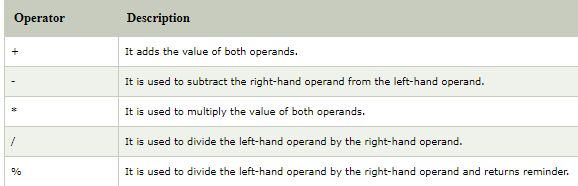 Operator Description
+ It adds the value of both operands.
- It is used to subtract the right-hand operand from the left-hand operand.
* It is used to multiply the value of both operands.
/ It is used to divide the left-hand operand by the right-hand operand.
% It is used to divide the left-hand operand by the right-hand operand and returns reminder.